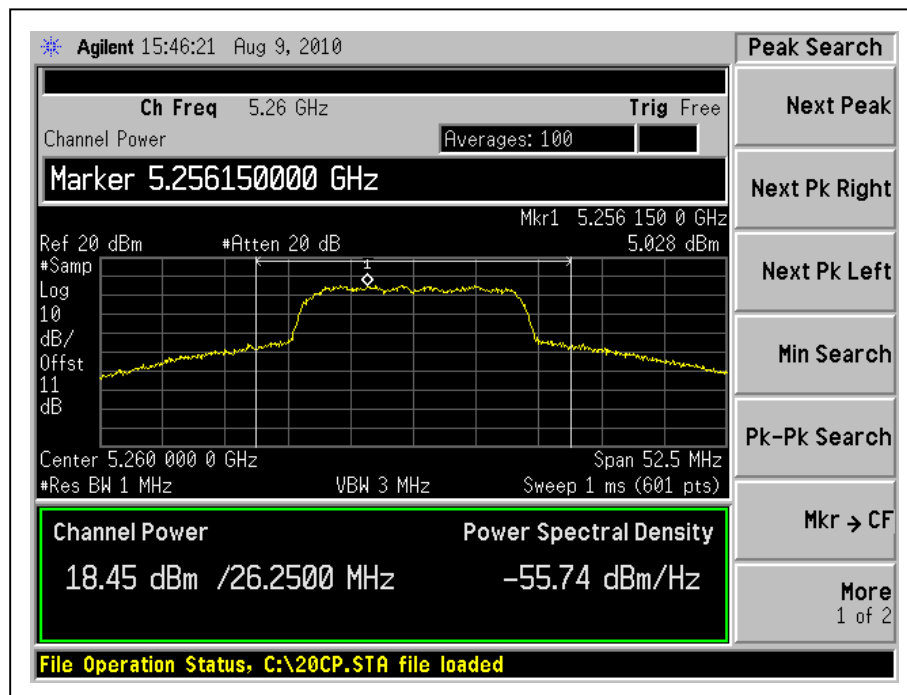 Agilent 15:46:21 Aug 9, 2010
Peak Search
Ch Freq 5.26 GHz Trig Free
Channel Power Averages: 100
Marker 5.256150000 GHz
Mkr1 5.256 150 0 GHz
Ref 20 dBm #Atten 20 dB 5.028 dBm
#Samp
Log
10
dB/
Offst
11
dB
1
Center 5.260 000 0 GHz Span 52.5 MHz
#Res BW 1 MHz VBW 3 MHz Sweep 1 ms (601 pts)
Channel Power Power Spectral Density
18.45 dBm /26.2500 MHz -55.74 dBm/Hz
File Operation Status, C:\20CP.STA file loaded
Next Peak
Next Pk Right
Next Pk Left
Min Search
Pk-Pk Search
Mkr → CF
More
1 of 2